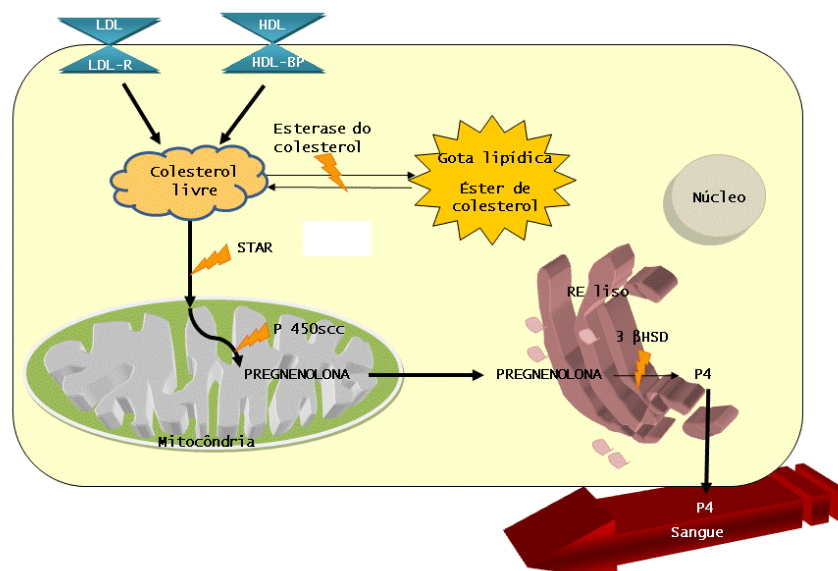 LDL
HDL
LDL-R
HDL-BP
Esterase do
colesterol
Colesterol
livre
Gota lipídica
Éster de
colesterol
Núcleo
STAR
RE liso
P 450scc
3 βHSD
PREGNENOLONA
PREGNENOLONA
P4
Mitocôndria
P4
Sangue